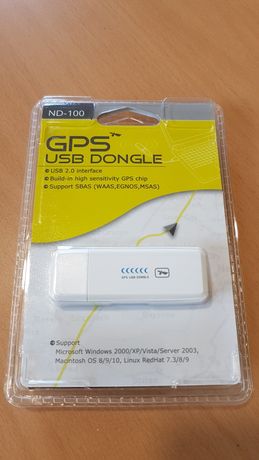 ND-100
GPS
USB DONGLE
USB 2.0 interface
Build-in high sensitivity GPS chip
Support SBAS (WAAS,EGNOS,MSAS)
GPS USB DONGLE
Support
Microsoft Windows 2000/XP/Vista/Server 2003,
Macintosh OS 8/9/10, Linux RedHat 7.3/8/9